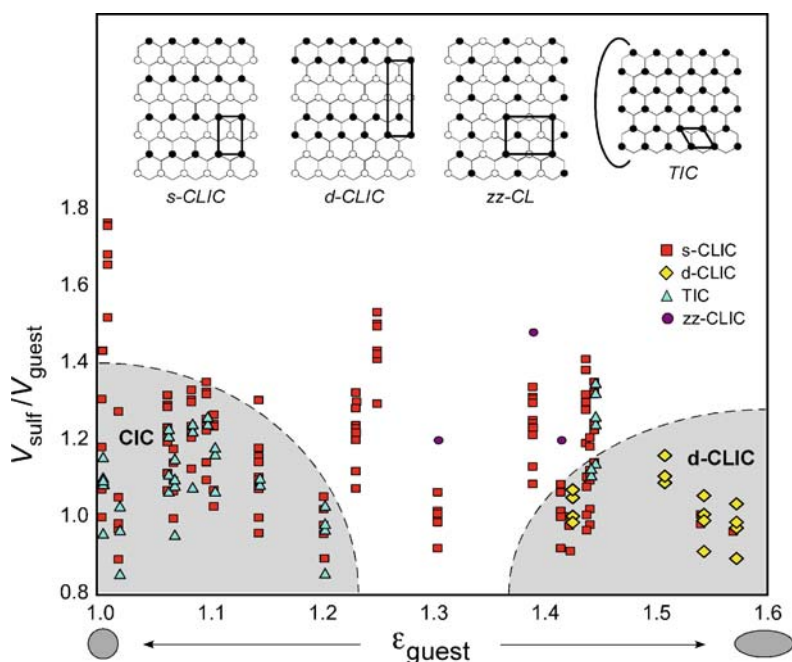 s-CLIC d-CLIC zz-CL TIC
1.8
s-CLIC
d-CLIC
TIC
zz-CLIC
1.6
1.4
V_sulf/V_guest
CIC
1.2
d-CLIC
1.0
0.8
1.0 1.1 1.2 1.3 1.4 1.5 1.6
ε_guest